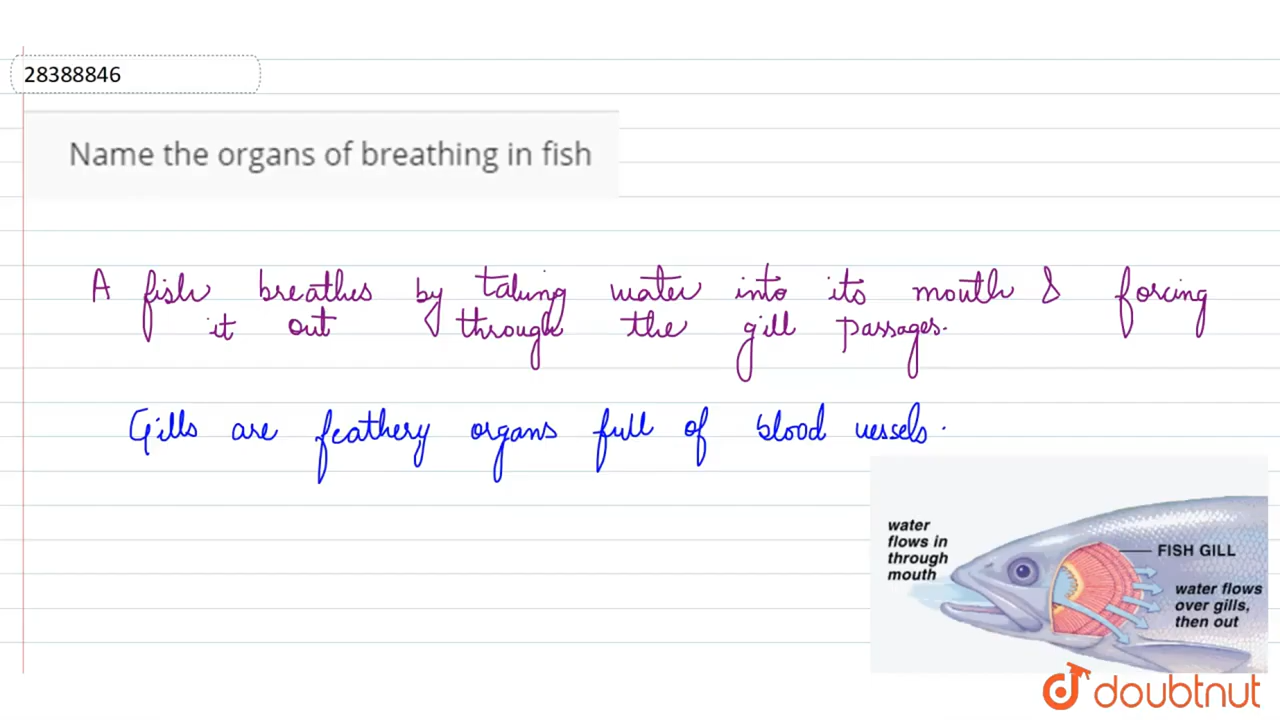 28388846
Name the organs of breathing in fish
A fish breathes by taking water into its mouth & forcing
it out through the gill passages.
Gills are feathery organs full of blood vessels.
water
flows in
through
mouth
FISH GILL
water flows
over gills,
then out
doubtnut